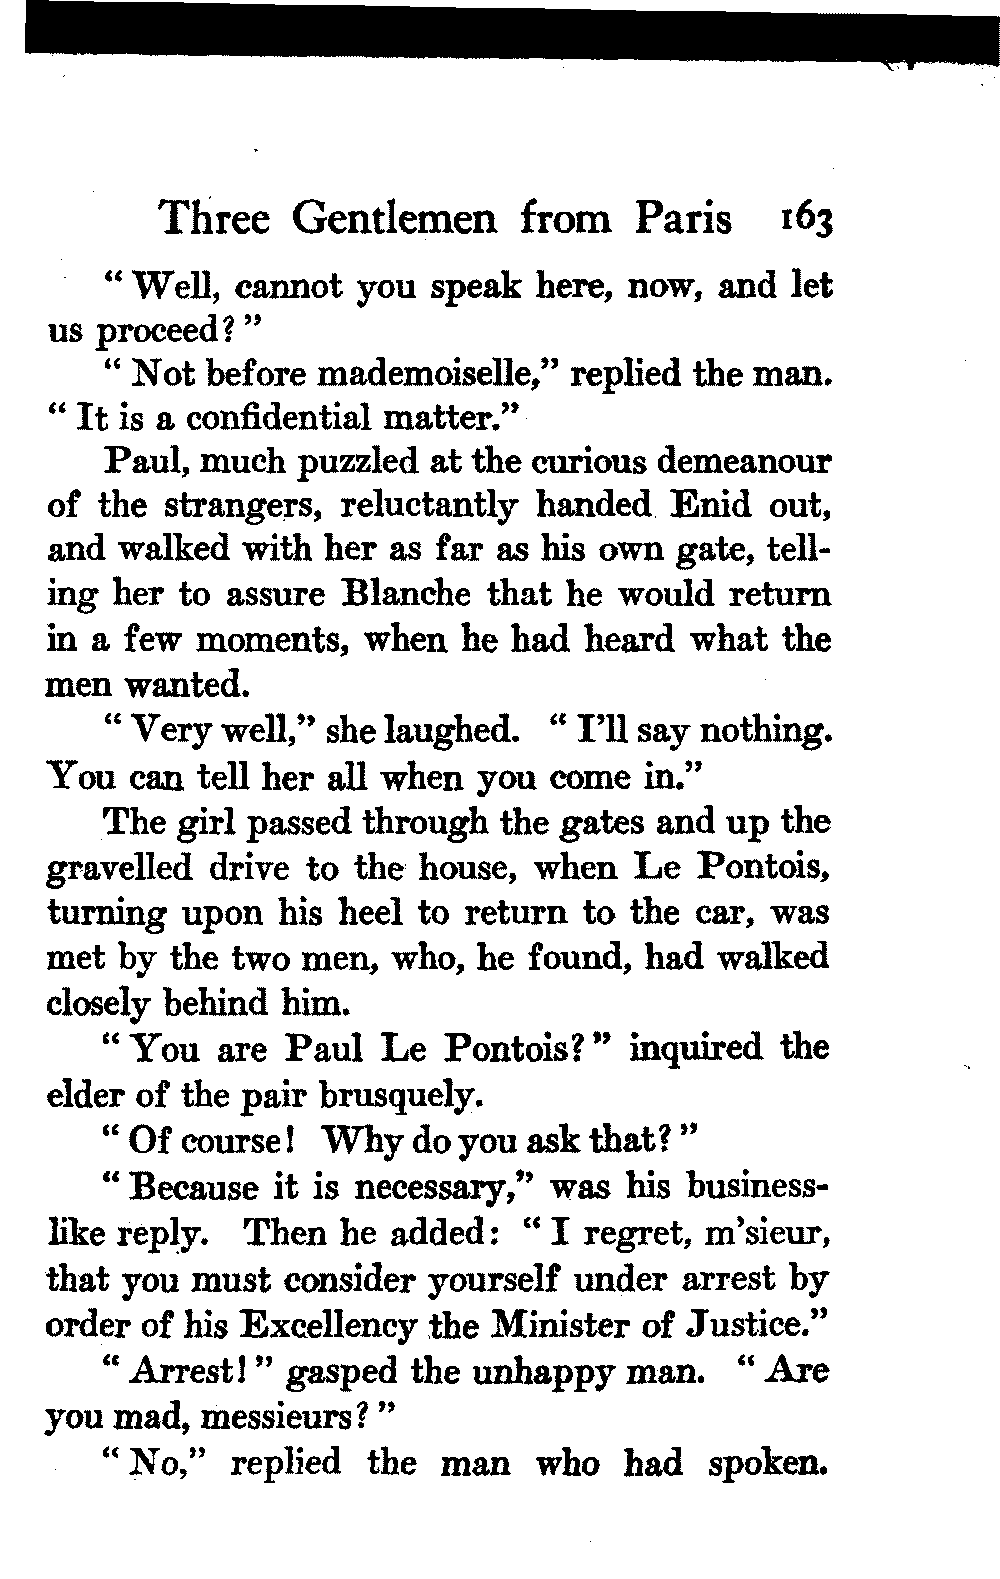 Three Gentlemen from Paris 163
“ Well, cannot you speak here, now, and let
us proceed? ”
“ Not before mademoiselle,” replied the man.
“ It is a confidential matter.”
Paul, much puzzled at the curious demeanour
of the strangers, reluctantly handed Enid out,
and walked with her as far as his own gate, tell-
ing her to assure Blanche that he would return
in a few moments, when he had heard what the
men wanted.
“ Very well,” she laughed. “ I’ll say nothing.
You can tell her all when you come in.”
The girl passed through the gates and up the
gravelled drive to the house, when Le Pontois,
turning upon his heel to return to the car, was
met by the two men, who, he found, had walked
closely behind him.
“ You are Paul Le Pontois? ” inquired the
elder of the pair brusquely.
“ Of course! Why do you ask that? ”
“ Because it is necessary,” was his business-
like reply. Then he added: “ I regret, m’sieur,
that you must consider yourself under arrest by
order of his Excellency the Minister of Justice.”
“ Arrest! ” gasped the unhappy man. “ Are
you mad, messieurs? ”
“ No,” replied the man who had spoken.